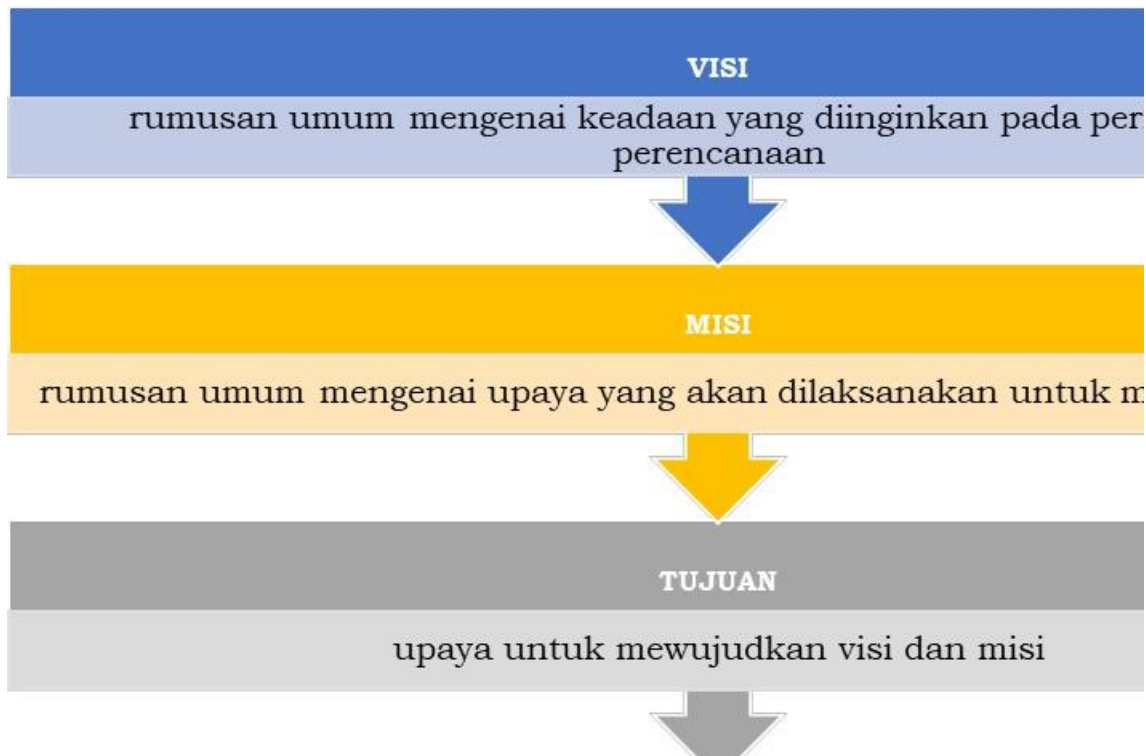 VISI
rumusan umum mengenai keadaan yang diinginkan pada
perencanaan
MISI
rumusan umum mengenai upaya yang akan dilaksanakan untuk
TUJUAN
upaya untuk mewujudkan visi dan misi